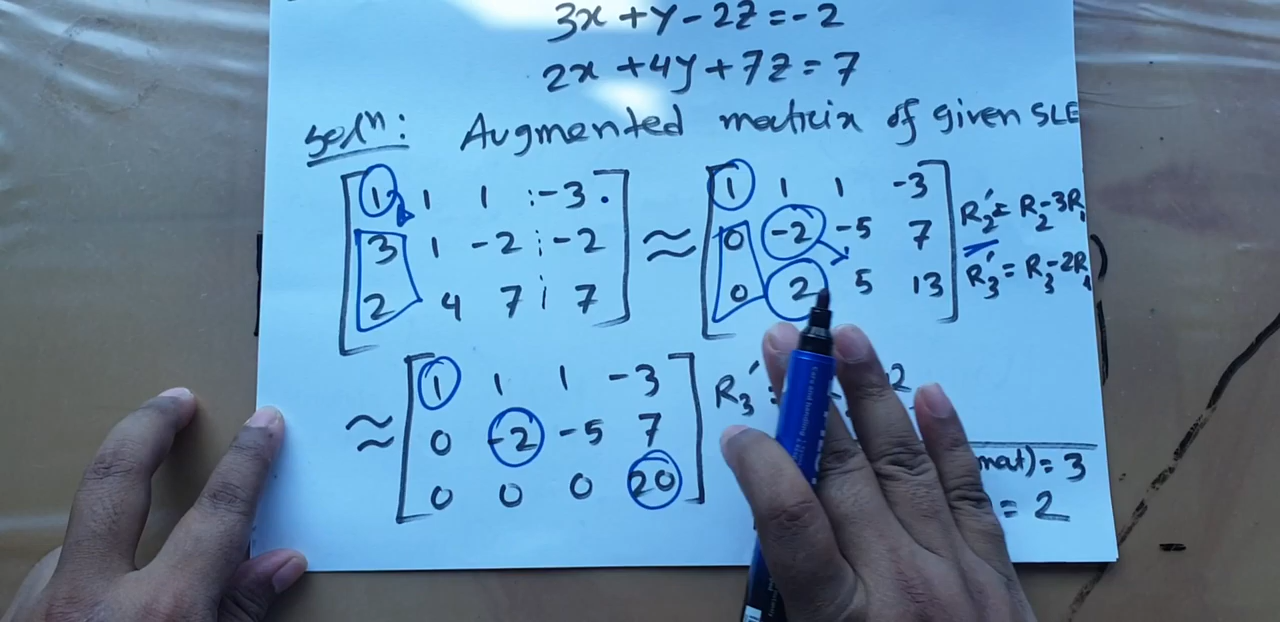 3x + y - 2z = - 2
2x + 4y + 7z = 7
Solⁿ: Augmented matrix of given SLE
1 1 1 : -3 . ≈ 1 1 1 -3
3 1 -2 : -2 0 -2 -5 7 R₂' = R₂-3R₁
2 4 7 : 7 0 2 5 13 R₃' = R₃-2R₁
≈ 1 1 1 -3 R₃' =
0 -2 -5 7
0 0 0 20 mat) = 3
= 2